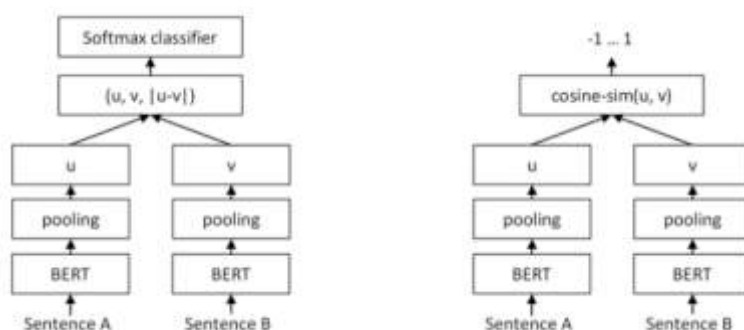 Softmax classifier
(u, v, |u-v|)
u v
pooling pooling
BERT BERT
Sentence A Sentence B
-1 ... 1
cosine-sim(u, v)
u v
pooling pooling
BERT BERT
Sentence A Sentence B